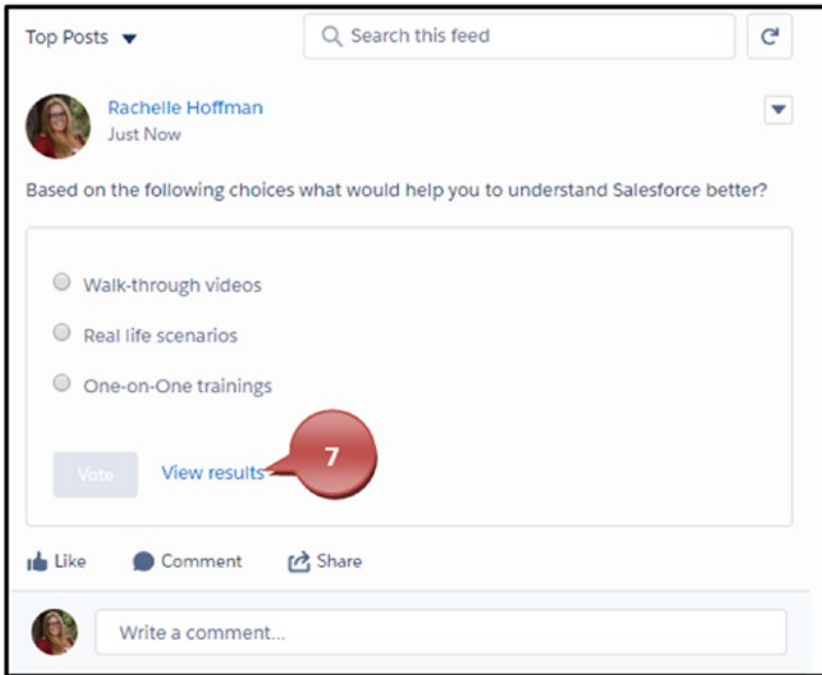 Top Posts
Search this feed
Rachelle Hoffman
Just Now
Based on the following choices what would help you to understand Salesforce better?
Walk-through videos
Real life scenarios
One-on-One trainings
Vote
View results
7
Like
Comment
Share
Write a comment...